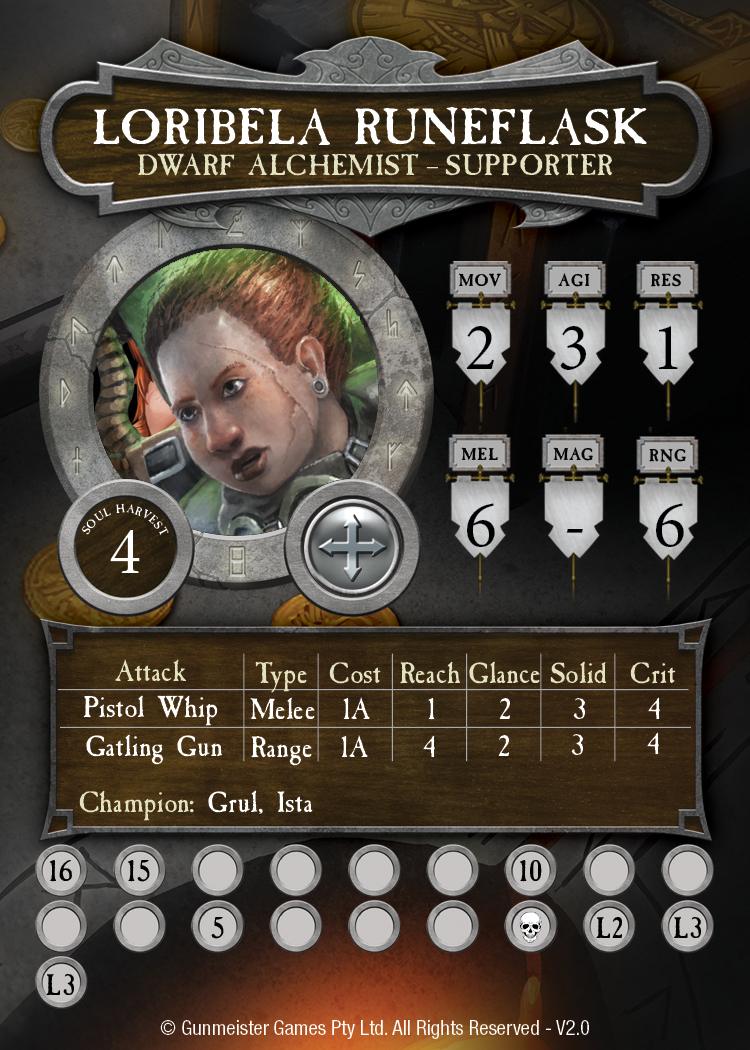 LORIBELA RUNEFLASK
DWARF ALCHEMIST – SUPPORTER
MOV AGI RES
2 3 1
MEL MAG RNG
6 - 6
SOUL HARVEST
4
Attack Type Cost Reach Glance Solid Crit
Pistol Whip Melee 1A 1 2 3 4
Gatling Gun Range 1A 4 2 3 4
Champion: Grul, Ista
16 15 10
5 L2 L3
L3
© Gunmeister Games Pty Ltd. All Rights Reserved - V2.0